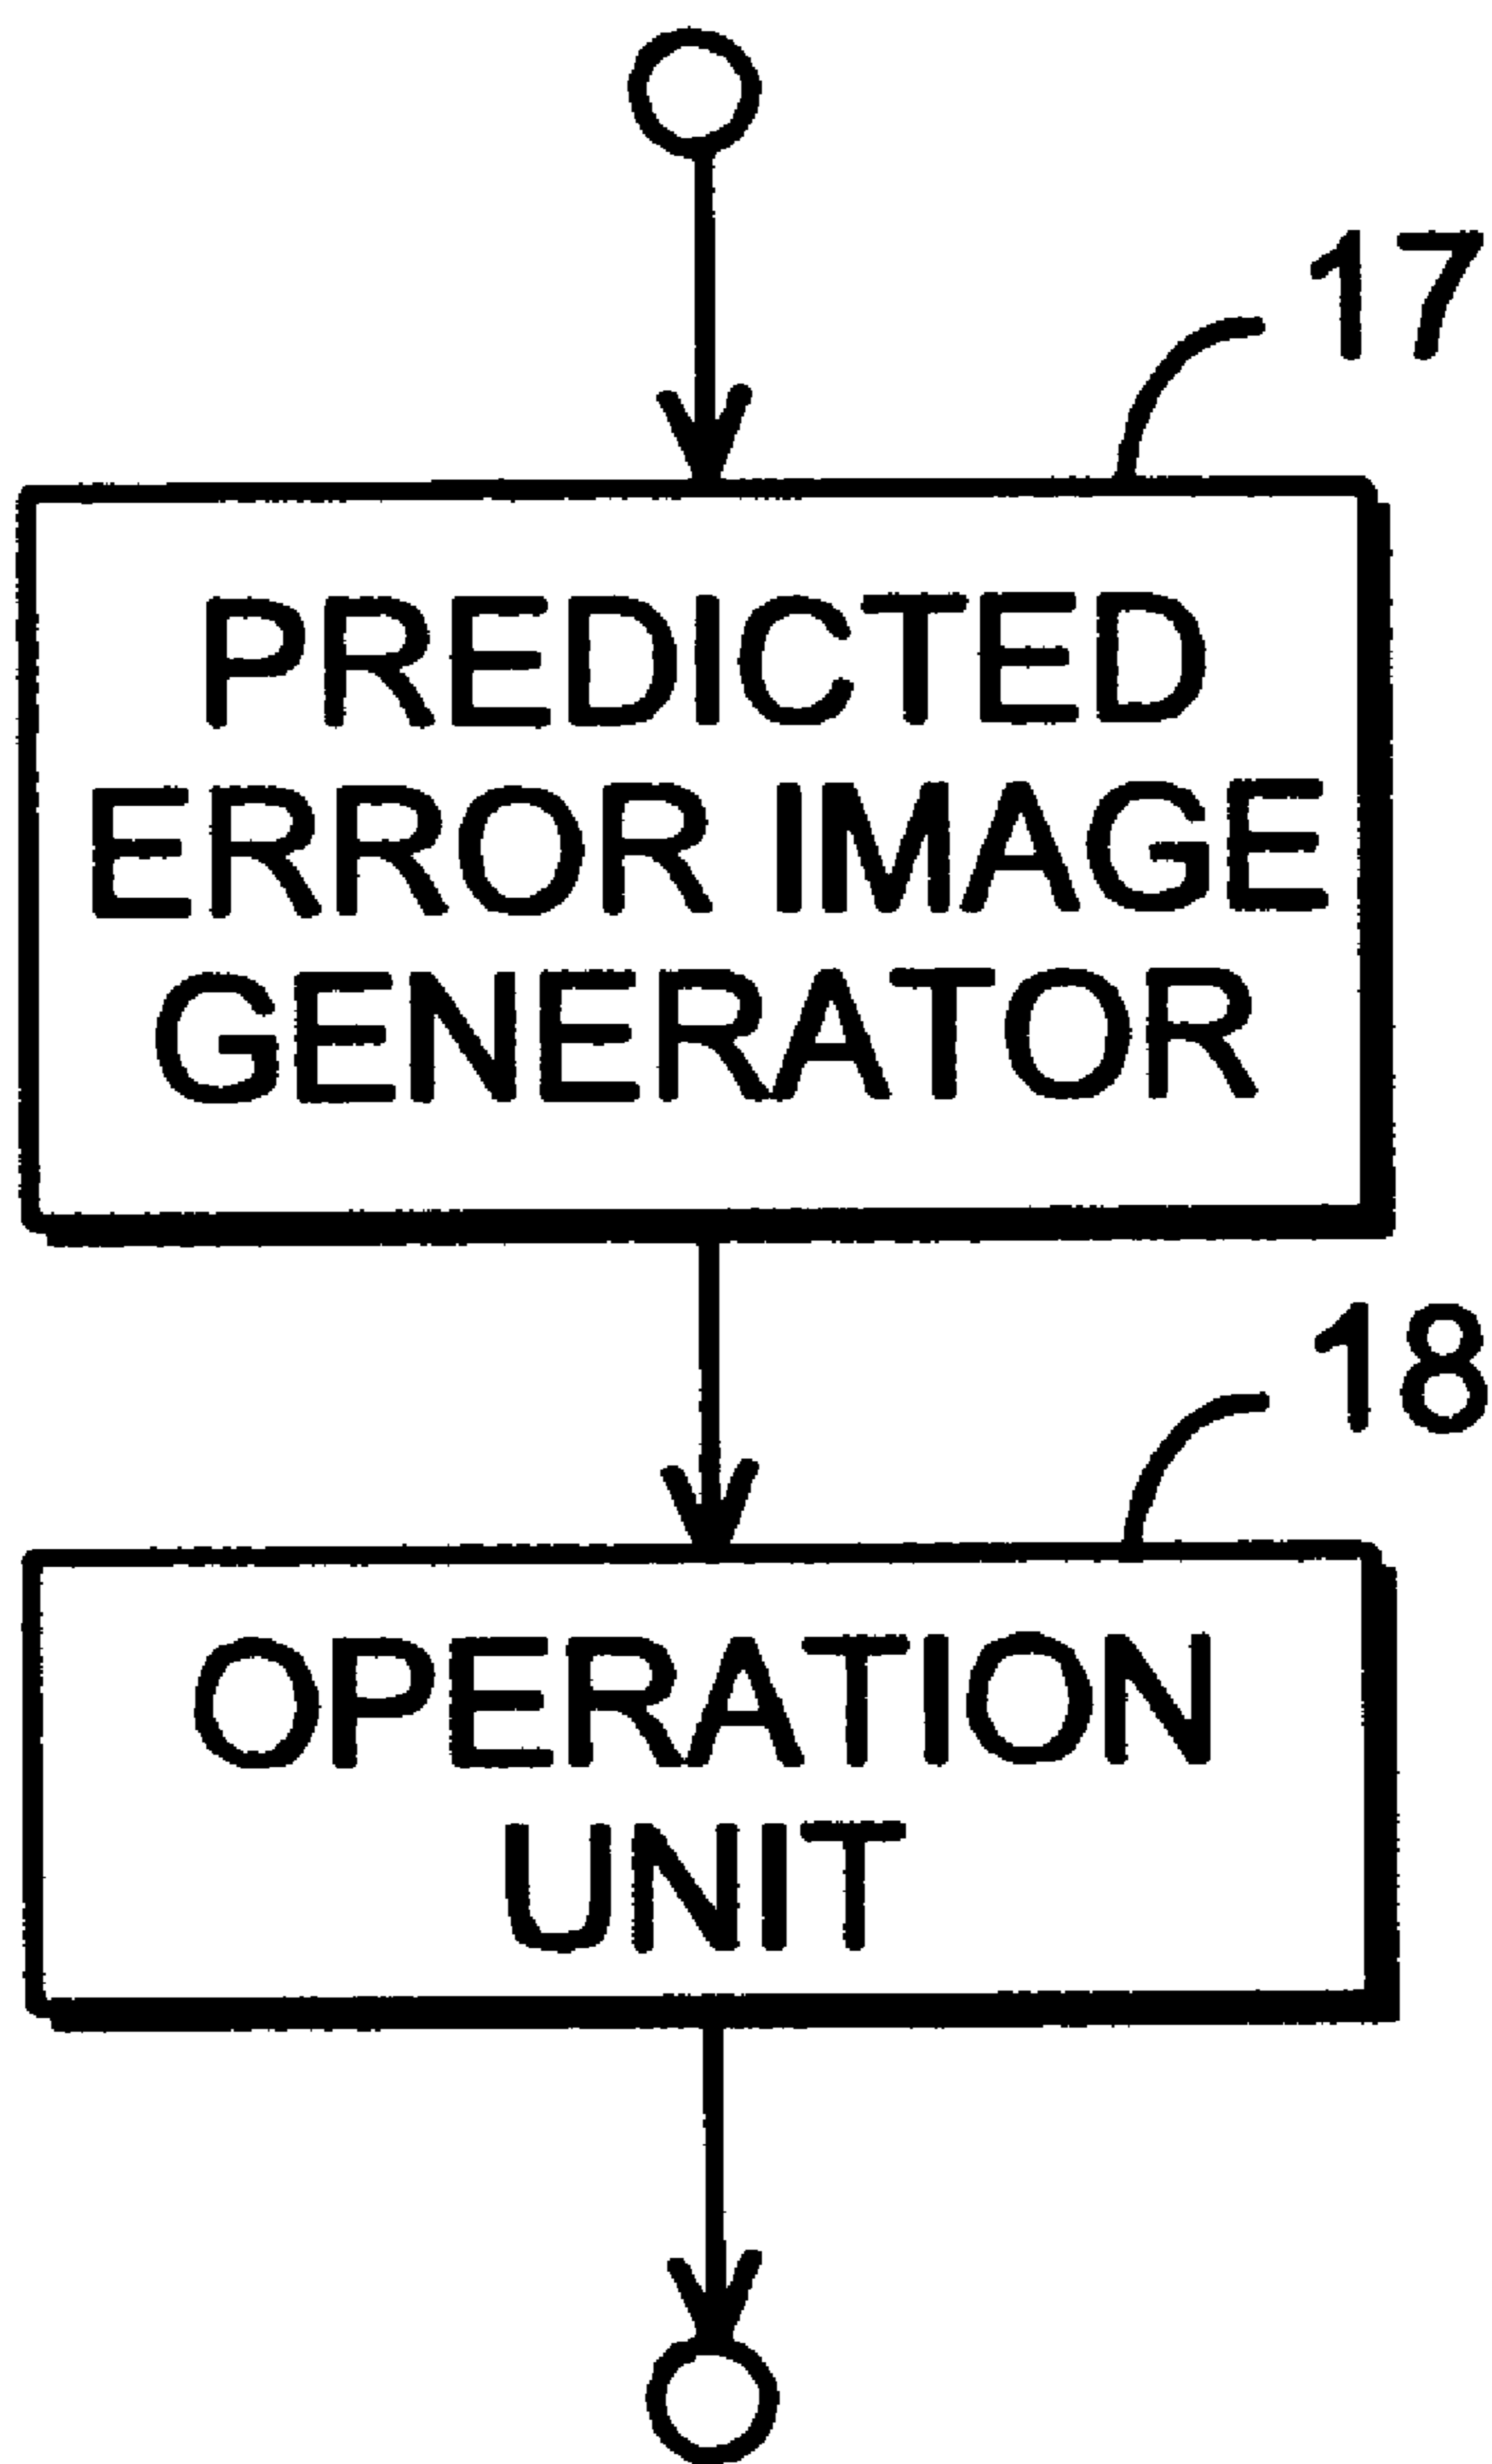 17
PREDICTED
ERROR IMAGE
GENERATOR
18
OPERATION
UNIT